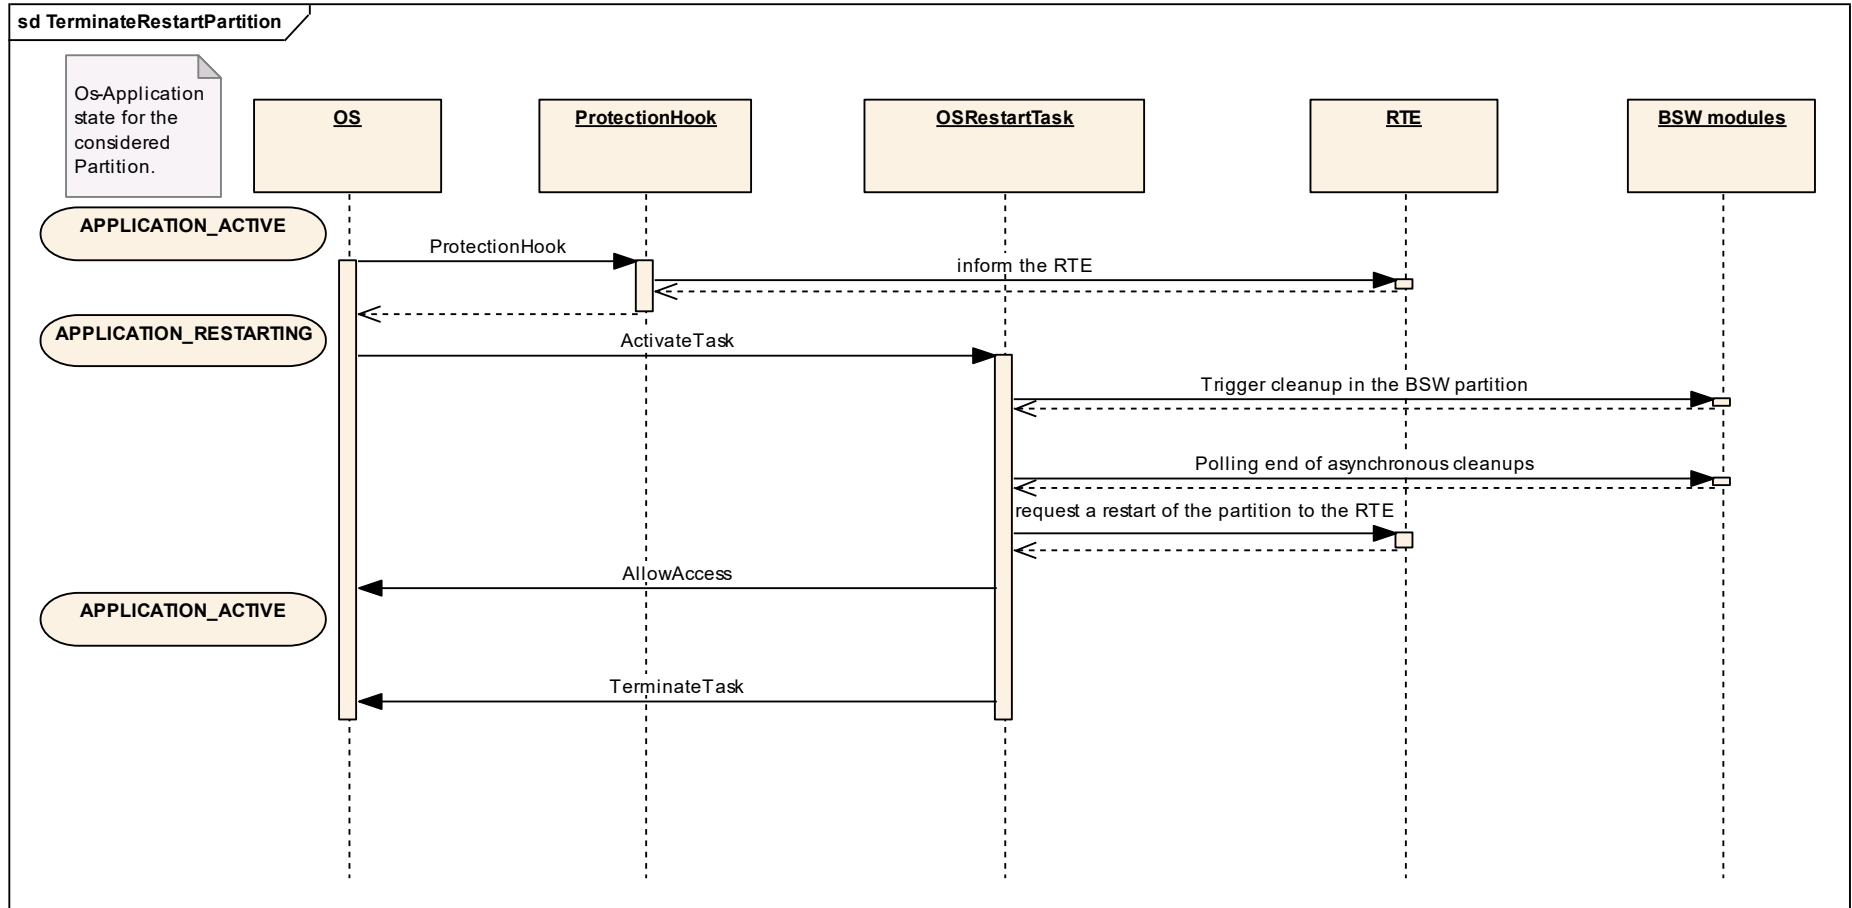 sd TerminateRestartPartition
Os-Application
state for the
considered
Partition.
OS
ProtectionHook
OSRestartTask
RTE
BSW modules
APPLICATION_ACTIVE
ProtectionHook
inform the RTE
APPLICATION_RESTARTING
ActivateTask
Trigger cleanup in the BSW partition
Polling end of asynchronous cleanups
request a restart of the partition to the RTE
AllowAccess
APPLICATION_ACTIVE
TerminateTask